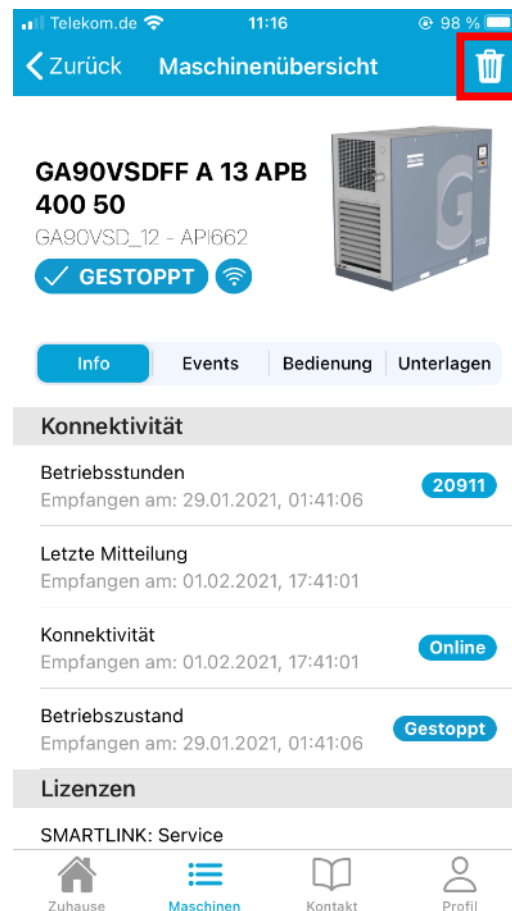 Telekom.de 11:16 98 %
Zurück Maschinenübersicht
GA90VSDFF A 13 APB
400 50
GA90VSD_12 - API662
GESTOPPT
Info Events Bedienung Unterlagen
Konnektivität
Betriebsstunden
20911
Empfangen am: 29.01.2021, 01:41:06
Letzte Mitteilung
Empfangen am: 01.02.2021, 17:41:01
Konnektivität
Online
Empfangen am: 01.02.2021, 17:41:01
Betriebszustand
Gestoppt
Empfangen am: 29.01.2021, 01:41:06
Lizenzen
SMARTLINK: Service
Zuhause Maschinen Kontakt Profil